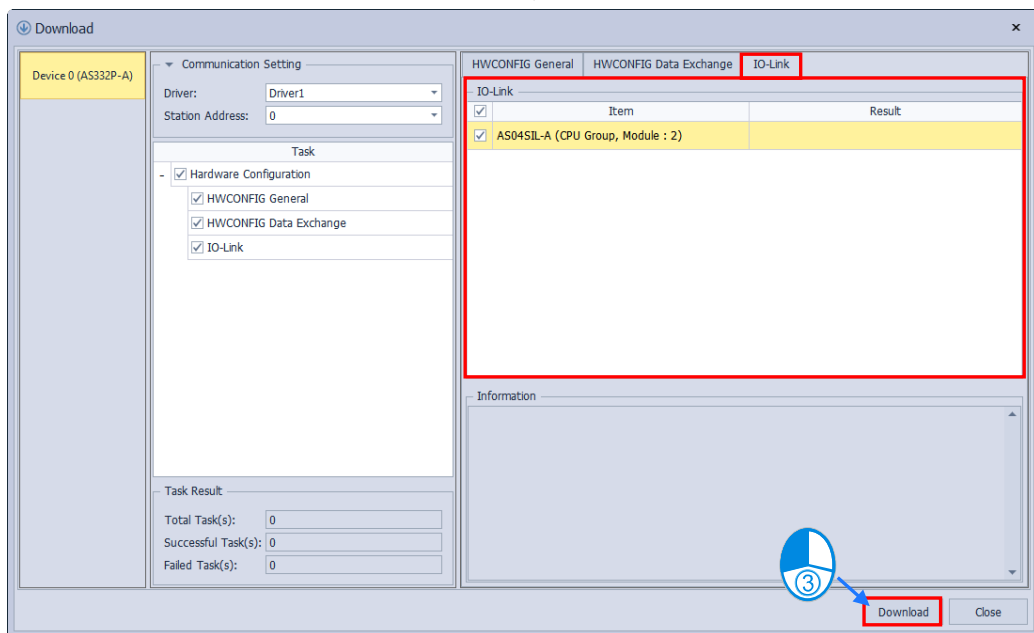 Download
Device 0 (AS332P-A)
Communication Setting
Driver: Driver1
Station Address: 0
Task
Hardware Configuration
HWCONFIG General
HWCONFIG Data Exchange
IO-Link
Task Result
Total Task(s): 0
Successful Task(s): 0
Failed Task(s): 0
HWCONFIG General HWCONFIG Data Exchange IO-Link
IO-Link
Item Result
AS04SIL-A (CPU Group, Module : 2)
Information
③
Download Close